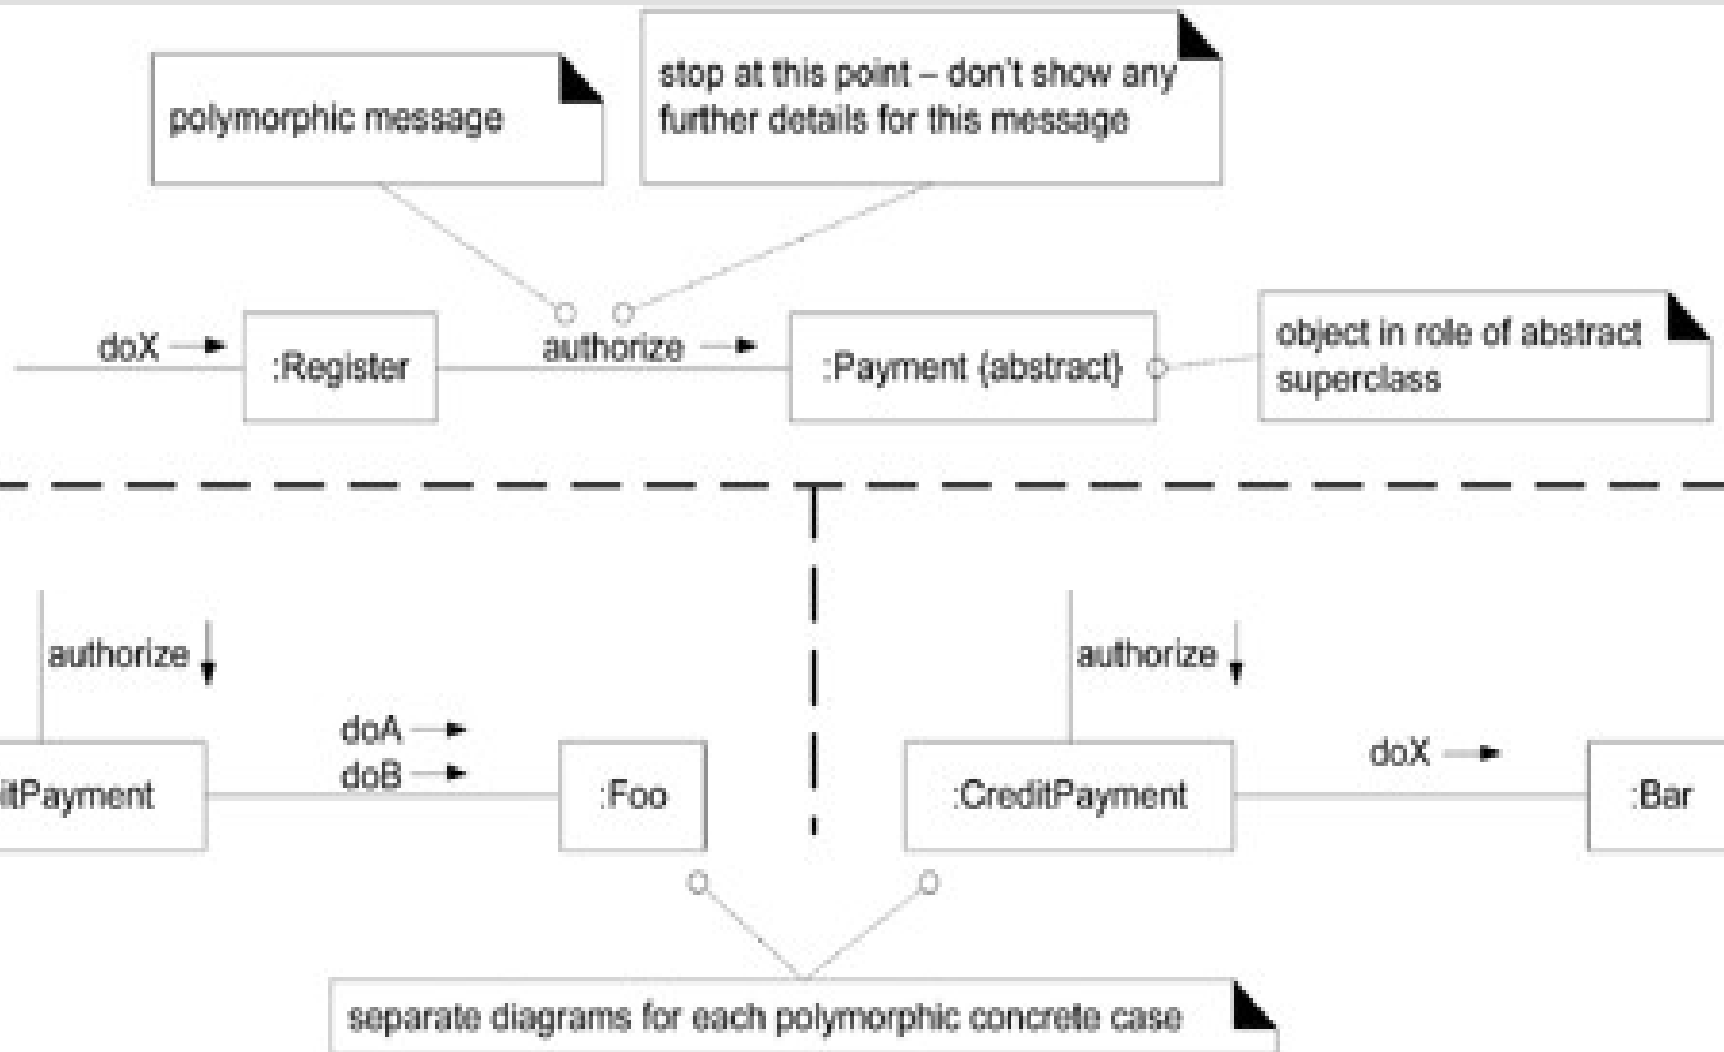 polymorphic message
stop at this point – don't show any
further details for this message
doX
:Register
authorize
:Payment {abstract}
object in role of abstract
superclass
authorize
doA
doB
itPayment
:Foo
authorize
:CreditPayment
doX
:Bar
separate diagrams for each polymorphic concrete case